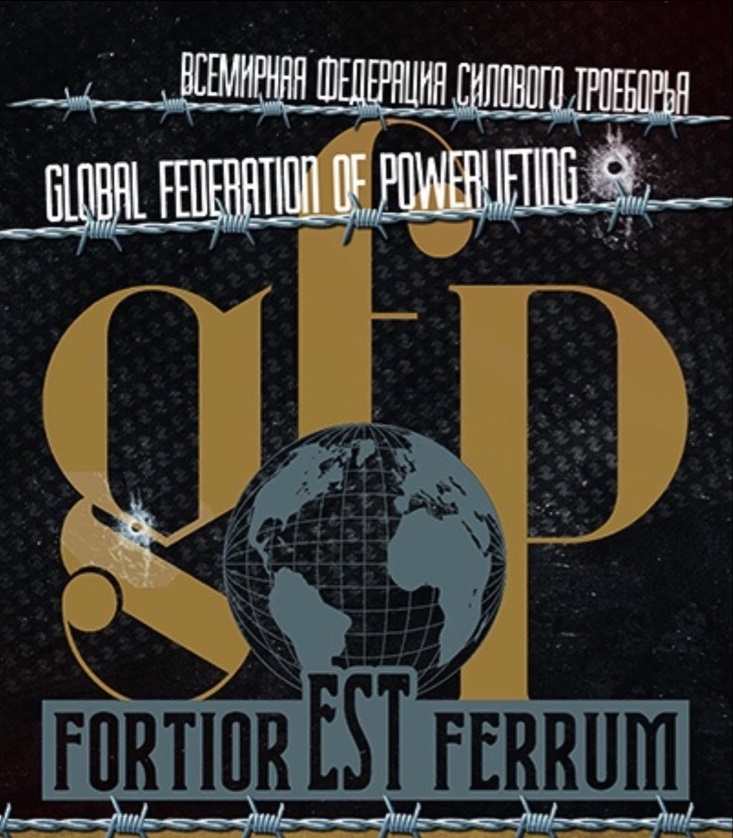 ВСЕМИРНАЯ ФЕДЕРАЦИЯ СИЛОВОГО ТРОЕБОРЬЯ
GLOBAL FEDERATION OF POWERLIFTING
gfp
FORTIOR EST FERRUM